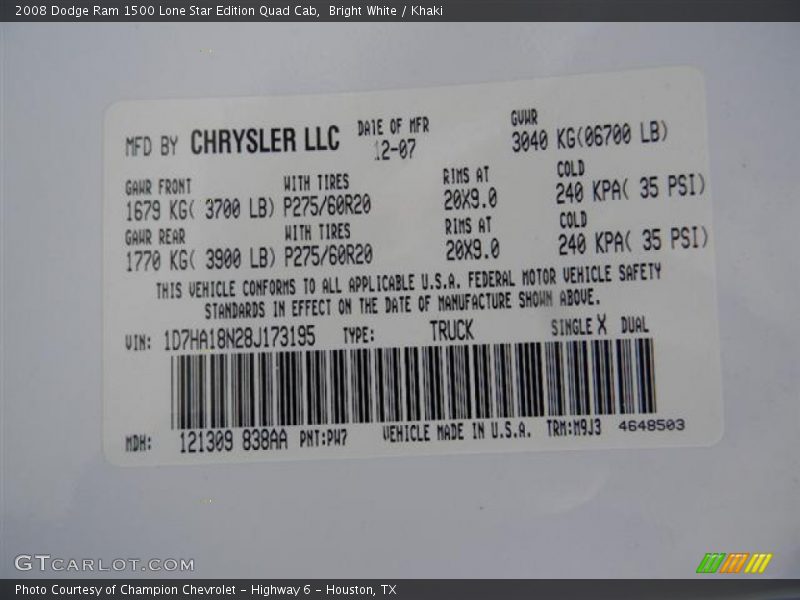 2008 Dodge Ram 1500 Lone Star Edition Quad Cab,  Bright White / Khaki
MFD BY CHRYSLER LLC DATE OF MFR 12-07 GVWR 3040 KG(06700 LB)
GAWR FRONT WITH TIRES RIMS AT COLD
1679 KG( 3700 LB) P275/60R20 20X9.0 240 KPA( 35 PSI)
GAWR REAR WITH TIRES RIMS AT COLD
1770 KG( 3900 LB) P275/60R20 20X9.0 240 KPA( 35 PSI)
THIS VEHICLE CONFORMS TO ALL APPLICABLE U.S.A. FEDERAL MOTOR VEHICLE SAFETY
STANDARDS IN EFFECT ON THE DATE OF MANUFACTURE SHOWN ABOVE.
VIN: 1D7HA18N28J173195 TYPE: TRUCK SINGLE X DUAL
MDH: 121309 838AA PNT:PW7 VEHICLE MADE IN U.S.A. TRM:M9J3 4648503
GTCARLOT.COM
Photo Courtesy of Champion Chevrolet - Highway 6 - Houston, TX